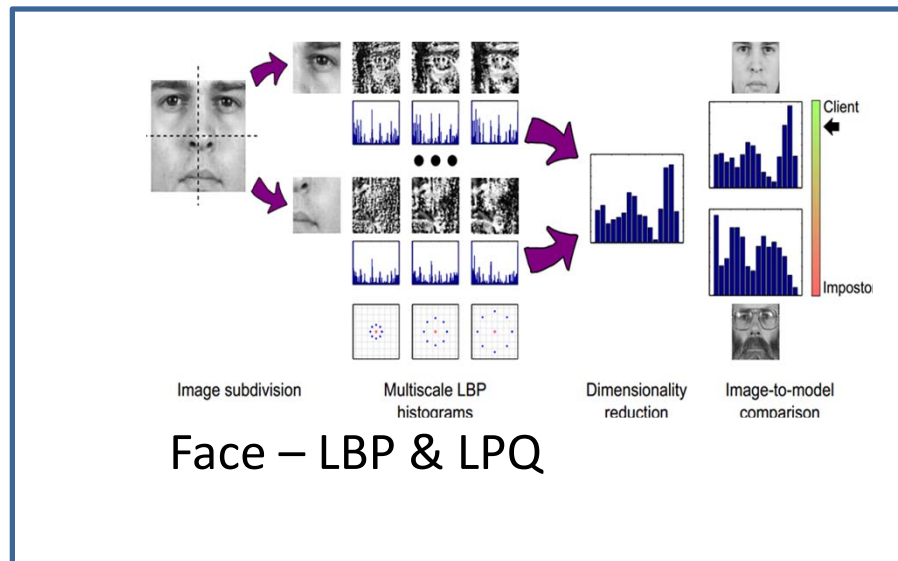 Client
Impostor
Image subdivision
Multiscale LBP
histograms
Dimensionality
reduction
Image-to-model
comparison
Face – LBP & LPQ